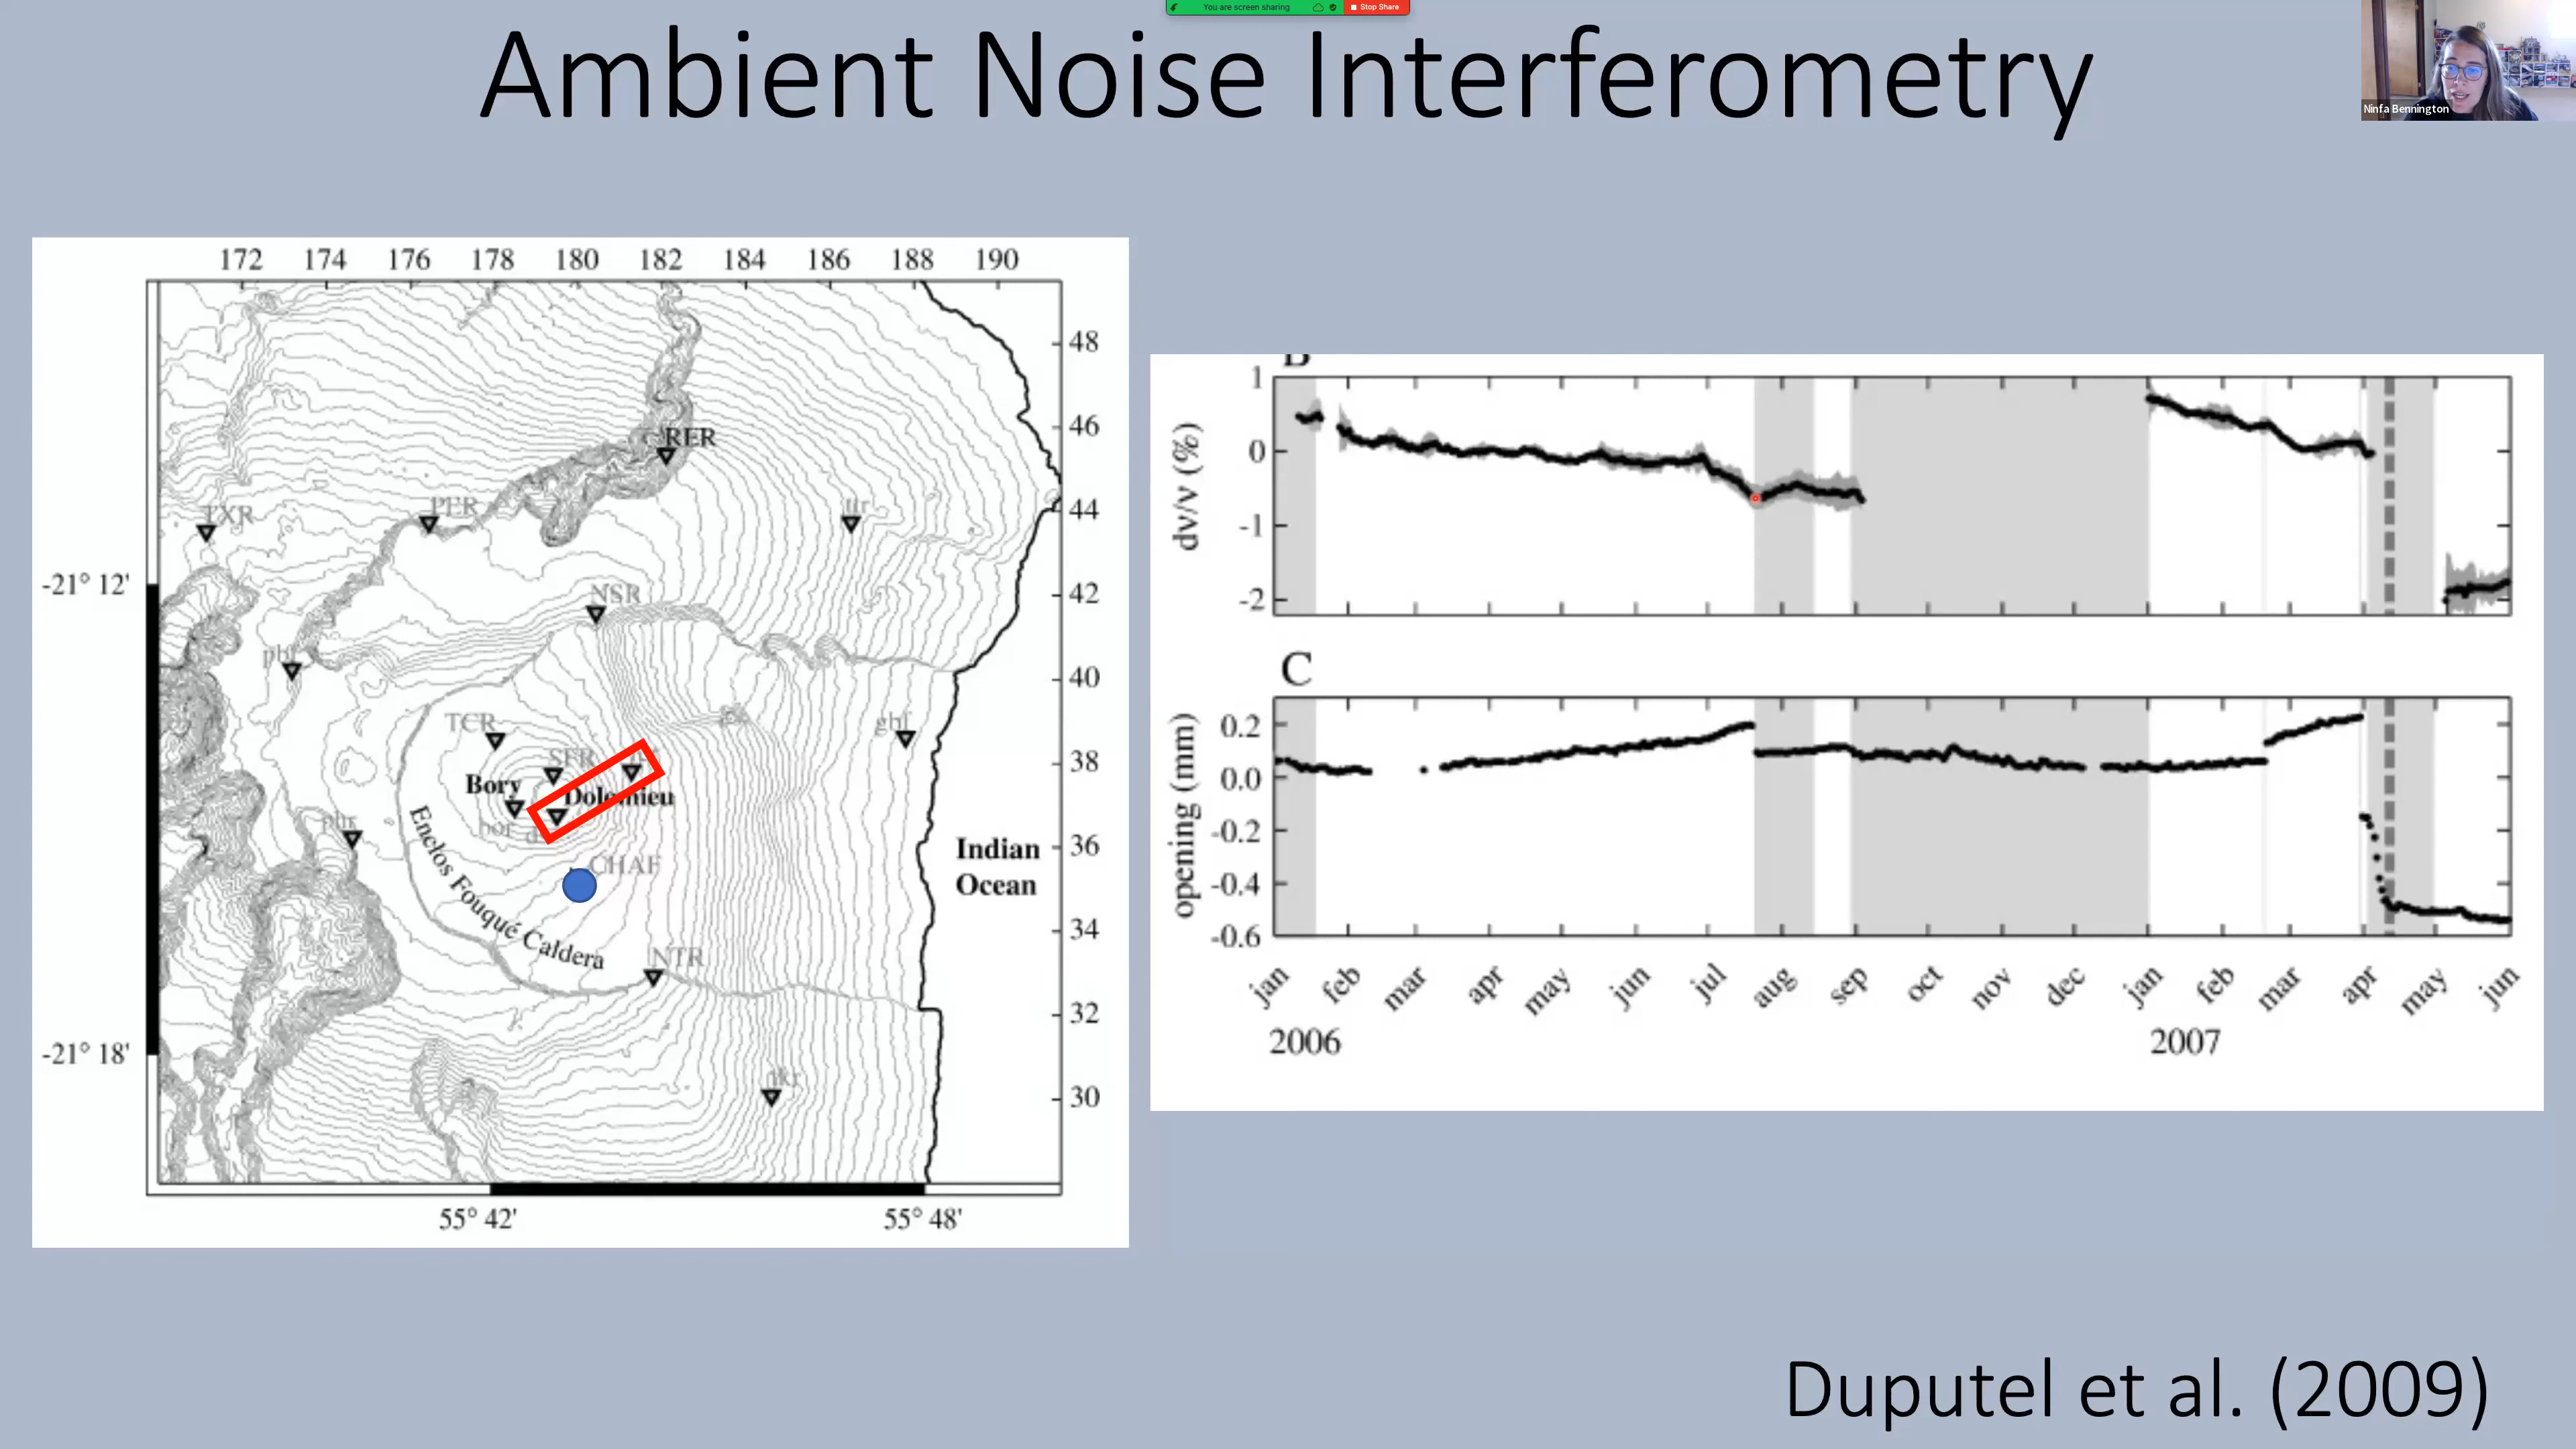 You are screen sharing
Stop Share
Ambient Noise Interferometry
Ninfa Bennington
172 174 176 178 180 182 184 186 188 190
48
46
RER
44
TXR
PER
tfr
-21° 12'
42
NSR
40
TCR
38
SFR
Bory
Dolomieu
phr
36
Indian
Ocean
CHAF
Enclos Fouqué Caldera
34
NTR
32
-21° 18'
30
55° 42'
55° 48'
B
dv/v (%)
1
0
-1
-2
C
opening (mm)
0.2
0.0
-0.2
-0.4
-0.6
jan feb mar apr may jun jul aug sep oct nov dec jan feb mar apr may jun
2006
2007
Duputel et al. (2009)